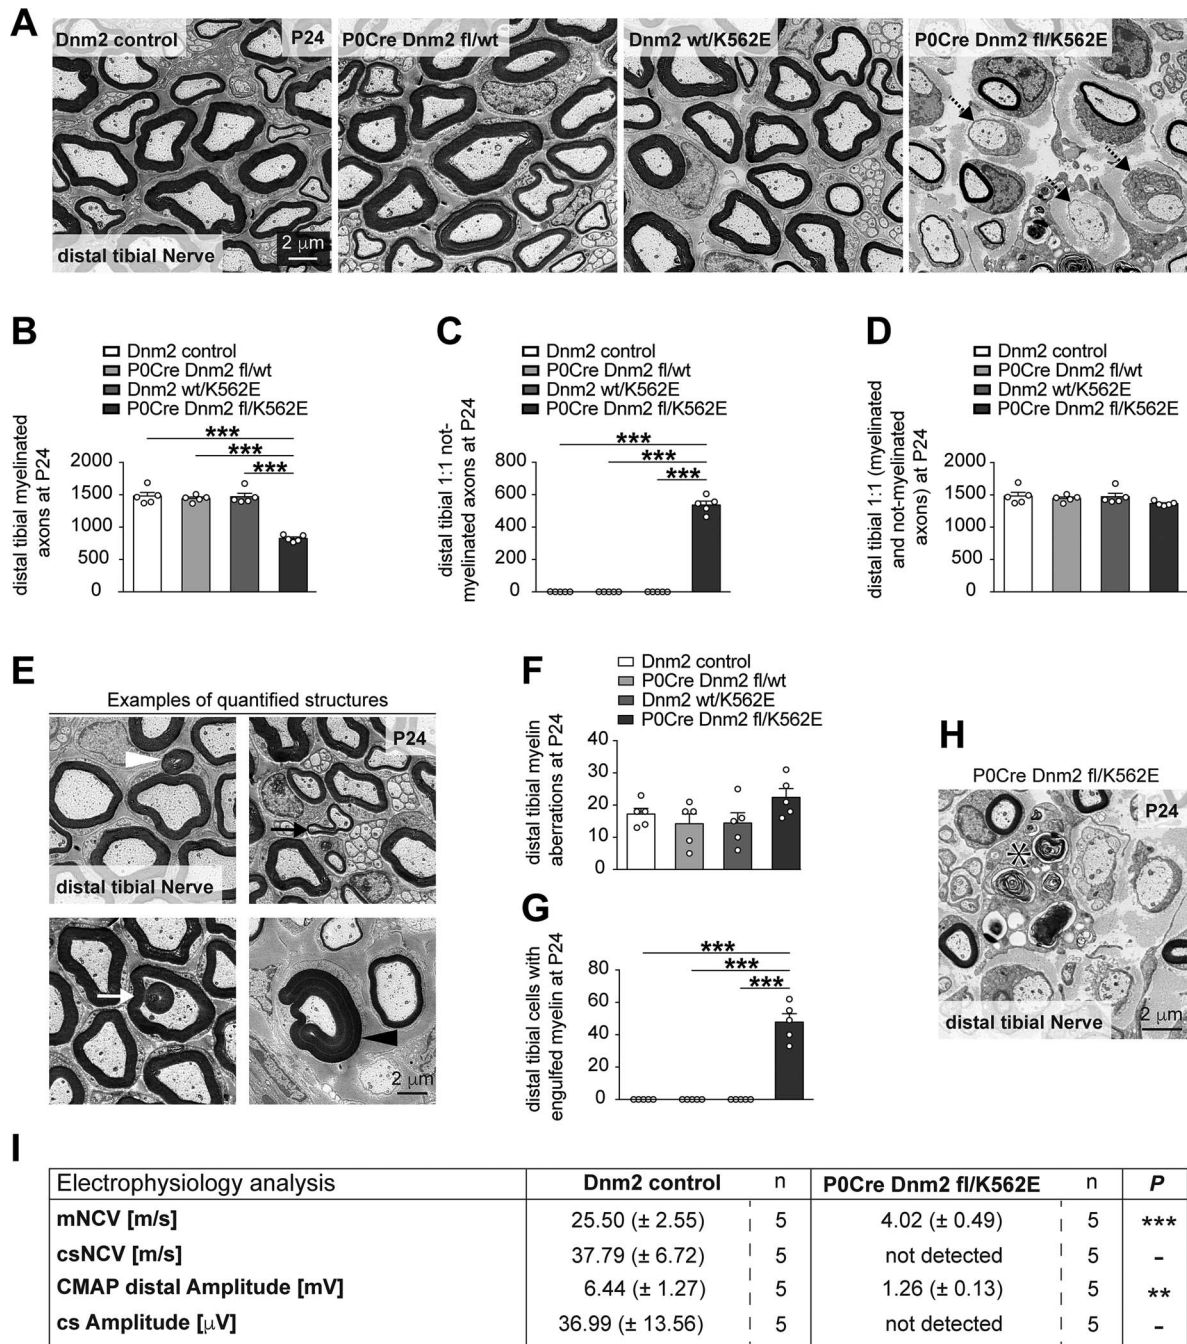 A
Dnm2 control
P24
P0Cre Dnm2 fl/wt
Dnm2 wt/K562E
P0Cre Dnm2 fl/K562E
distal tibial Nerve
2 μm
B
Dnm2 control
P0Cre Dnm2 fl/wt
Dnm2 wt/K562E
P0Cre Dnm2 fl/K562E
distal tibial myelinated
axons at P24
***
***
***
2000
1500
1000
500
0
C
Dnm2 control
P0Cre Dnm2 fl/wt
Dnm2 wt/K562E
P0Cre Dnm2 fl/K562E
distal tibial 1:1 not-
myelinated axons at P24
***
***
***
800
600
400
200
0
D
Dnm2 control
P0Cre Dnm2 fl/wt
Dnm2 wt/K562E
P0Cre Dnm2 fl/K562E
distal tibial 1:1 (myelinated
and not-myelinated
axons) at P24
2000
1500
1000
500
0
E
Examples of quantified structures
P24
distal tibial Nerve
2 μm
F
Dnm2 control
P0Cre Dnm2 fl/wt
Dnm2 wt/K562E
P0Cre Dnm2 fl/K562E
distal tibial myelin
aberrations at P24
40
30
20
10
0
G
distal tibial cells with
engulfed myelin at P24
***
***
***
80
60
40
20
0
H
P0Cre Dnm2 fl/K562E
P24
*
2 μm
distal tibial Nerve
I
Electrophysiology analysis Dnm2 control n P0Cre Dnm2 fl/K562E n P
mNCV [m/s] 25.50 (± 2.55) 5 4.02 (± 0.49) 5 ***
csNCV [m/s] 37.79 (± 6.72) 5 not detected 5 -
CMAP distal Amplitude [mV] 6.44 (± 1.27) 5 1.26 (± 0.13) 5 **
cs Amplitude [μV] 36.99 (± 13.56) 5 not detected 5 -